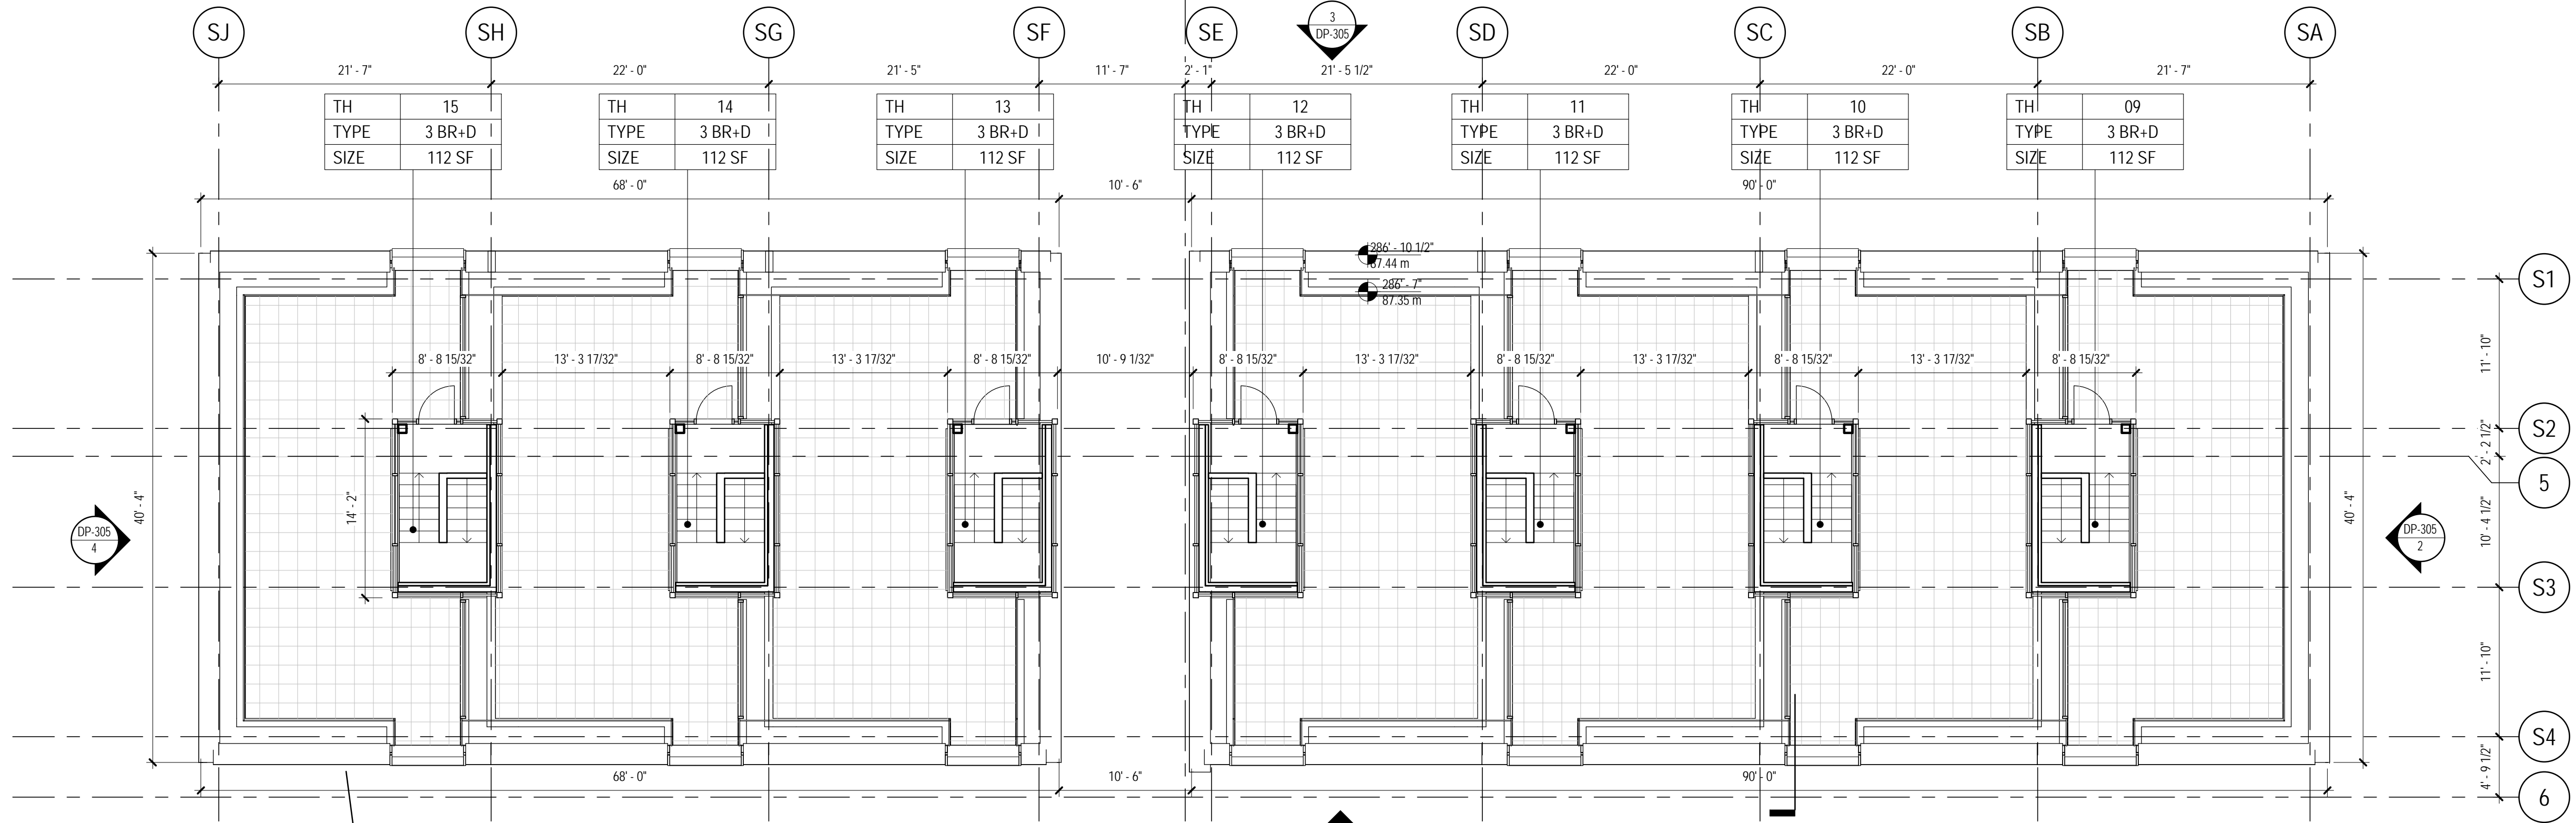 SJ SH SG SF SE SD SC SB SA
3
DP-305
21' - 7" 22' - 0" 21' - 5" 11' - 7" 2' - 1" 21' - 5 1/2" 22' - 0" 22' - 0" 21' - 7"
TH 15 TH 14 TH 13 TH 12 TH 11 TH 10 TH 09
TYPE 3 BR+D TYPE 3 BR+D TYPE 3 BR+D TYPE 3 BR+D TYPE 3 BR+D TYPE 3 BR+D TYPE 3 BR+D
SIZE 112 SF SIZE 112 SF SIZE 112 SF SIZE 112 SF SIZE 112 SF SIZE 112 SF SIZE 112 SF
68' - 0" 10' - 6" 90' - 0"
286' - 10 1/2"
87.44 m
S1
286' - 7"
87.35 m
8' - 8 15/32" 13' - 3 17/32" 8' - 8 15/32" 13' - 3 17/32" 8' - 8 15/32" 10' - 9 1/32" 8' - 8 15/32" 13' - 3 17/32" 8' - 8 15/32" 13' - 3 17/32" 8' - 8 15/32" 13' - 3 17/32" 8' - 8 15/32"
11' - 10"
S2
2' - 2 1/2"
5
40' - 4"
14' - 2"
40' - 4"
10' - 4 1/2"
DP-305
4
DP-305
2
S3
11' - 10"
S4
68' - 0" 10' - 6" 90' - 0"
4' - 9 1/2"
6